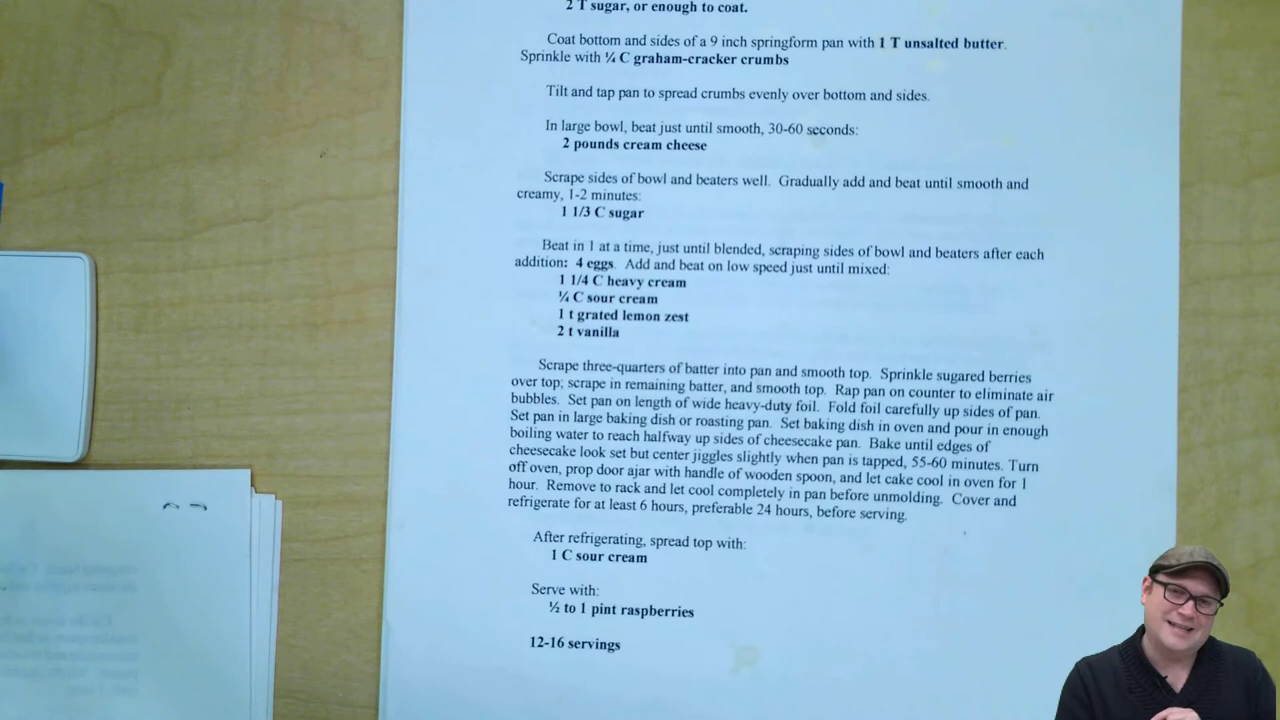 2 T sugar, or enough to coat.
Coat bottom and sides of a 9 inch springform pan with 1 T unsalted butter.
Sprinkle with ¼ C graham-cracker crumbs
Tilt and tap pan to spread crumbs evenly over bottom and sides.
In large bowl, beat just until smooth, 30-60 seconds:
2 pounds cream cheese
Scrape sides of bowl and beaters well. Gradually add and beat until smooth and
creamy, 1-2 minutes:
1 1/3 C sugar
Beat in 1 at a time, just until blended, scraping sides of bowl and beaters after each
addition: 4 eggs. Add and beat on low speed just until mixed:
1 1/4 C heavy cream
¼ C sour cream
1 t grated lemon zest
2 t vanilla
Scrape three-quarters of batter into pan and smooth top. Sprinkle sugared berries
over top; scrape in remaining batter, and smooth top. Rap pan on counter to eliminate air
bubbles. Set pan on length of wide heavy-duty foil. Fold foil carefully up sides of pan.
Set pan in large baking dish or roasting pan. Set baking dish in oven and pour in enough
boiling water to reach halfway up sides of cheesecake pan. Bake until edges of
cheesecake look set but center jiggles slightly when pan is tapped, 55-60 minutes. Turn
off oven, prop door ajar with handle of wooden spoon, and let cake cool in oven for 1
hour. Remove to rack and let cool completely in pan before unmolding. Cover and
refrigerate for at least 6 hours, preferable 24 hours, before serving.
After refrigerating, spread top with:
1 C sour cream
Serve with:
½ to 1 pint raspberries
12-16 servings